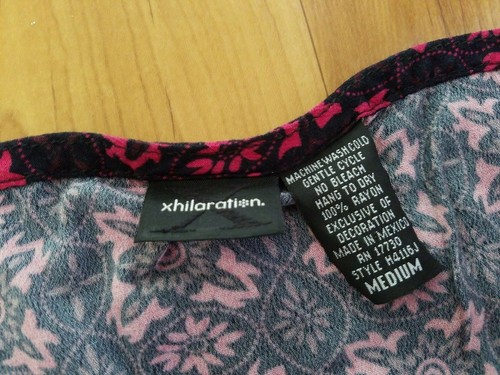 xhilaration.
MACHINE WASH COLD
GENTLE CYCLE
NO BLEACH
HANG TO DRY
100% RAYON
EXCLUSIVE OF
DECORATION
MADE IN MEXICO
RN 17730
STYLE H4116J
MEDIUM